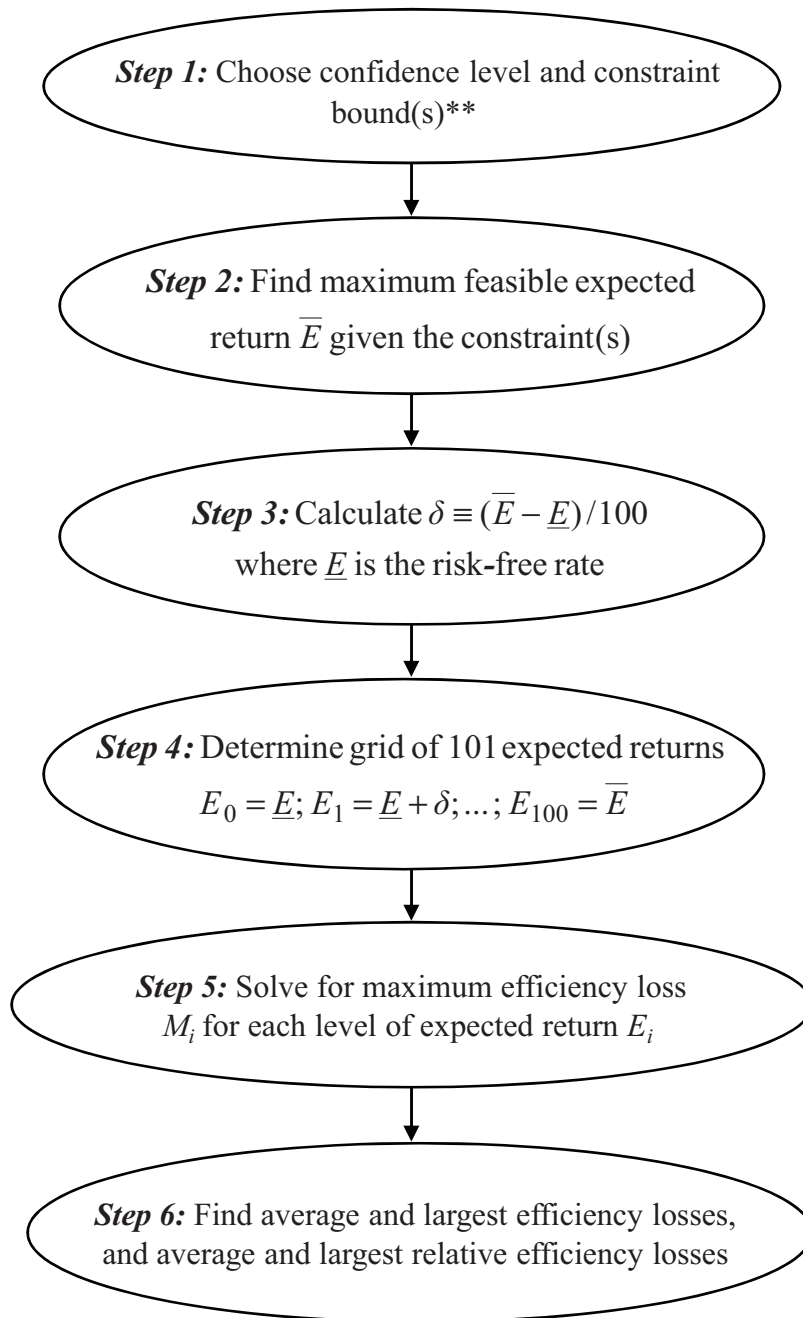 Step 1: Choose confidence level and constraint
bound(s)**
Step 2: Find maximum feasible expected
return E̅ given the constraint(s)
Step 3: Calculate δ ≡ (E̅ − E̲)/100
where E̲ is the risk-free rate
Step 4: Determine grid of 101 expected returns
E₀ = E̲; E₁ = E̲ + δ;...; E₁₀₀ = E̅
Step 5: Solve for maximum efficiency loss
Mᵢ for each level of expected return Eᵢ
Step 6: Find average and largest efficiency losses,
and average and largest relative efficiency losses